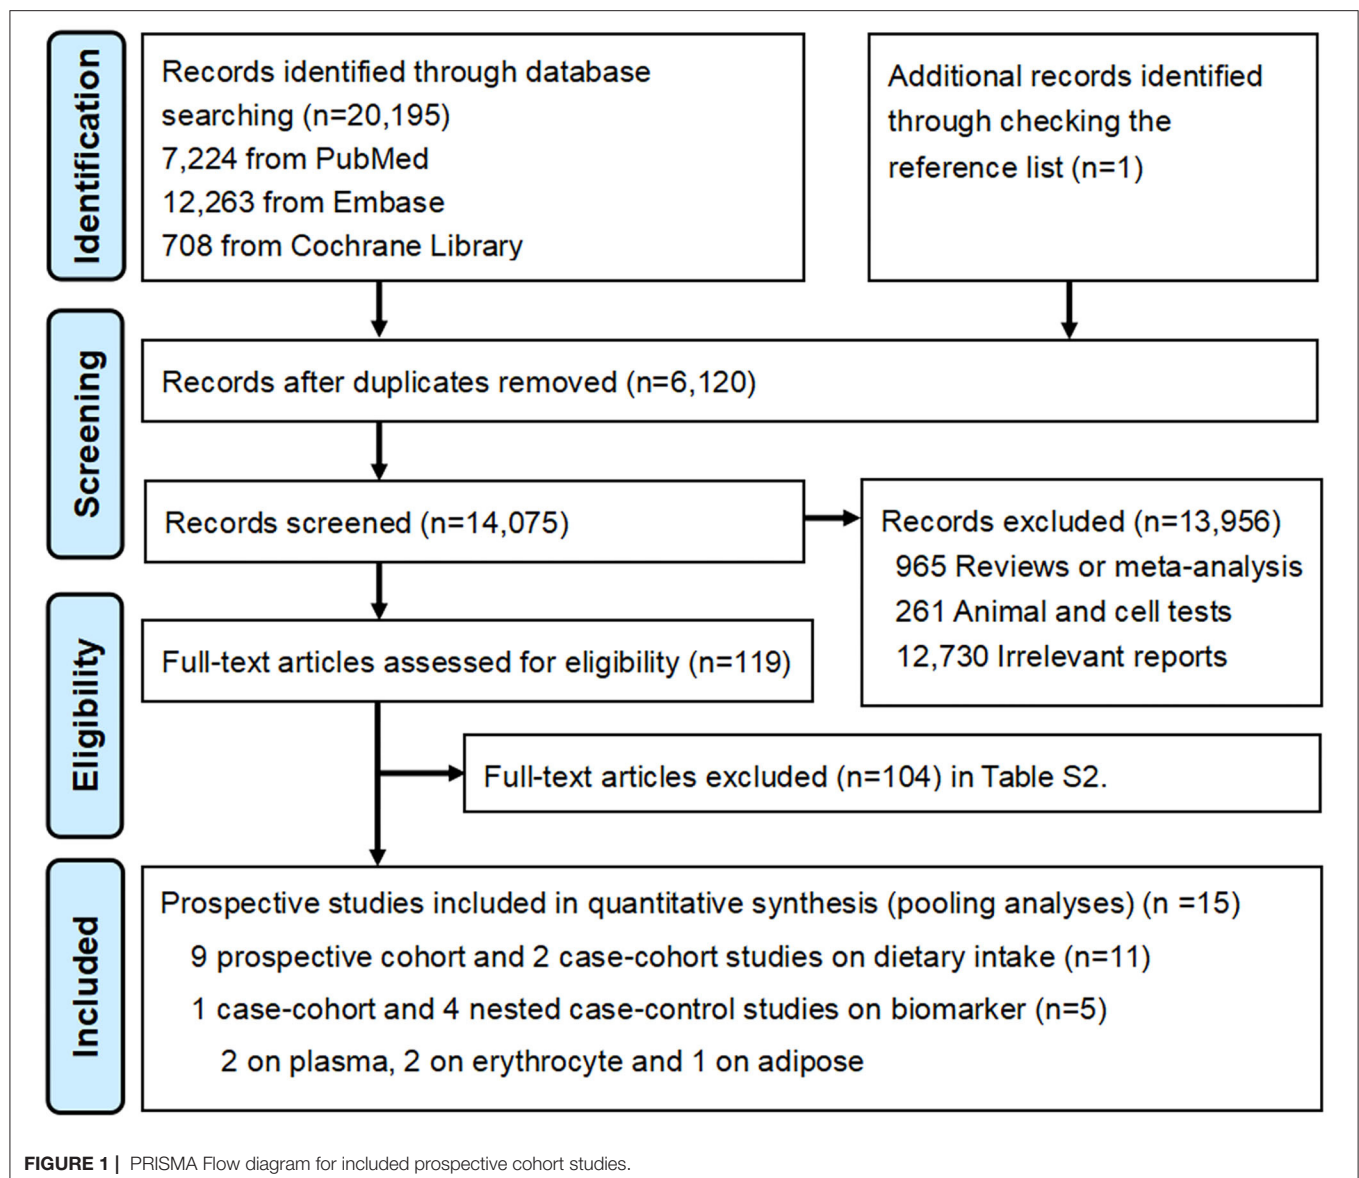 Identification
Records identified through database
searching (n=20,195)
7,224 from PubMed
12,263 from Embase
708 from Cochrane Library
Additional records identified
through checking the
reference list (n=1)
Screening
Records after duplicates removed (n=6,120)
Records screened (n=14,075)
Records excluded (n=13,956)
965 Reviews or meta-analysis
261 Animal and cell tests
12,730 Irrelevant reports
Eligibility
Full-text articles assessed for eligibility (n=119)
Full-text articles excluded (n=104) in Table S2.
Included
Prospective studies included in quantitative synthesis (pooling analyses) (n =15)
9 prospective cohort and 2 case-cohort studies on dietary intake (n=11)
1 case-cohort and 4 nested case-control studies on biomarker (n=5)
2 on plasma, 2 on erythrocyte and 1 on adipose
FIGURE 1 | PRISMA Flow diagram for included prospective cohort studies.